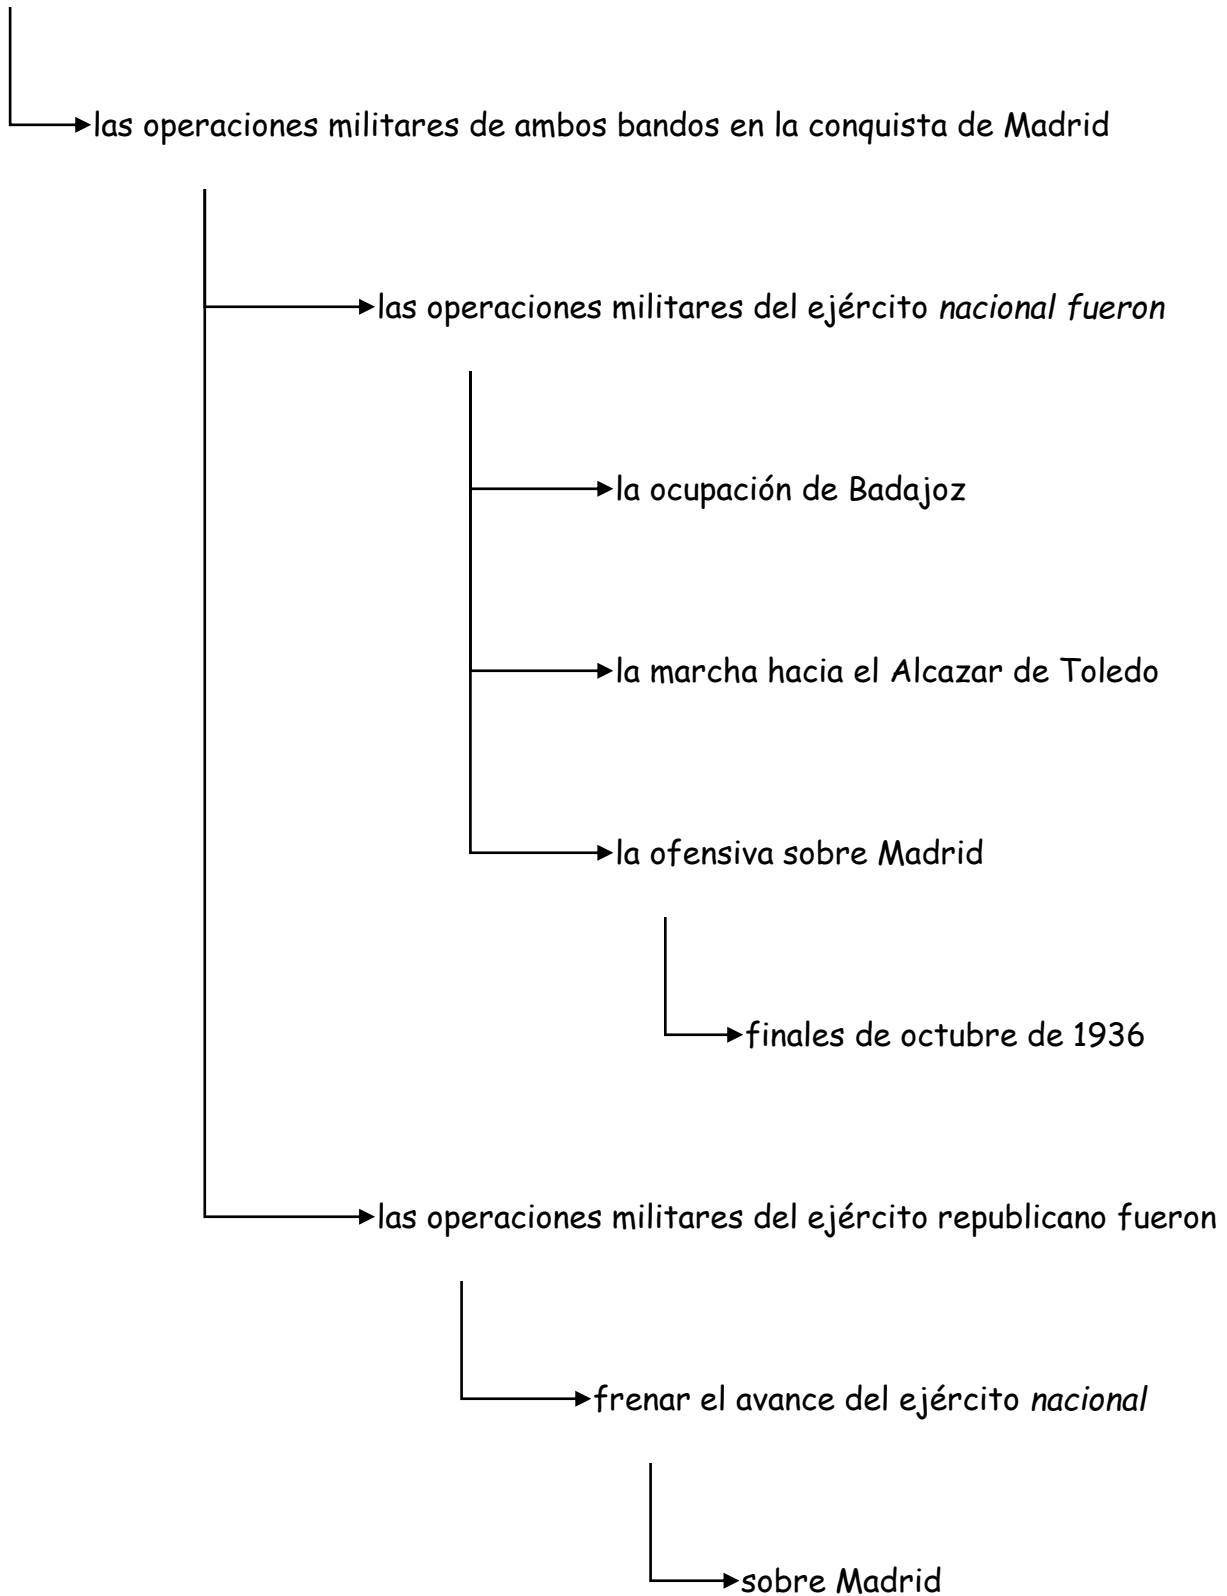 las operaciones militares de ambos bandos en la conquista de Madrid
las operaciones militares del ejército nacional fueron
la ocupación de Badajoz
la marcha hacia el Alcazar de Toledo
la ofensiva sobre Madrid
finales de octubre de 1936
las operaciones militares del ejército republicano fueron
frenar el avance del ejército nacional
sobre Madrid